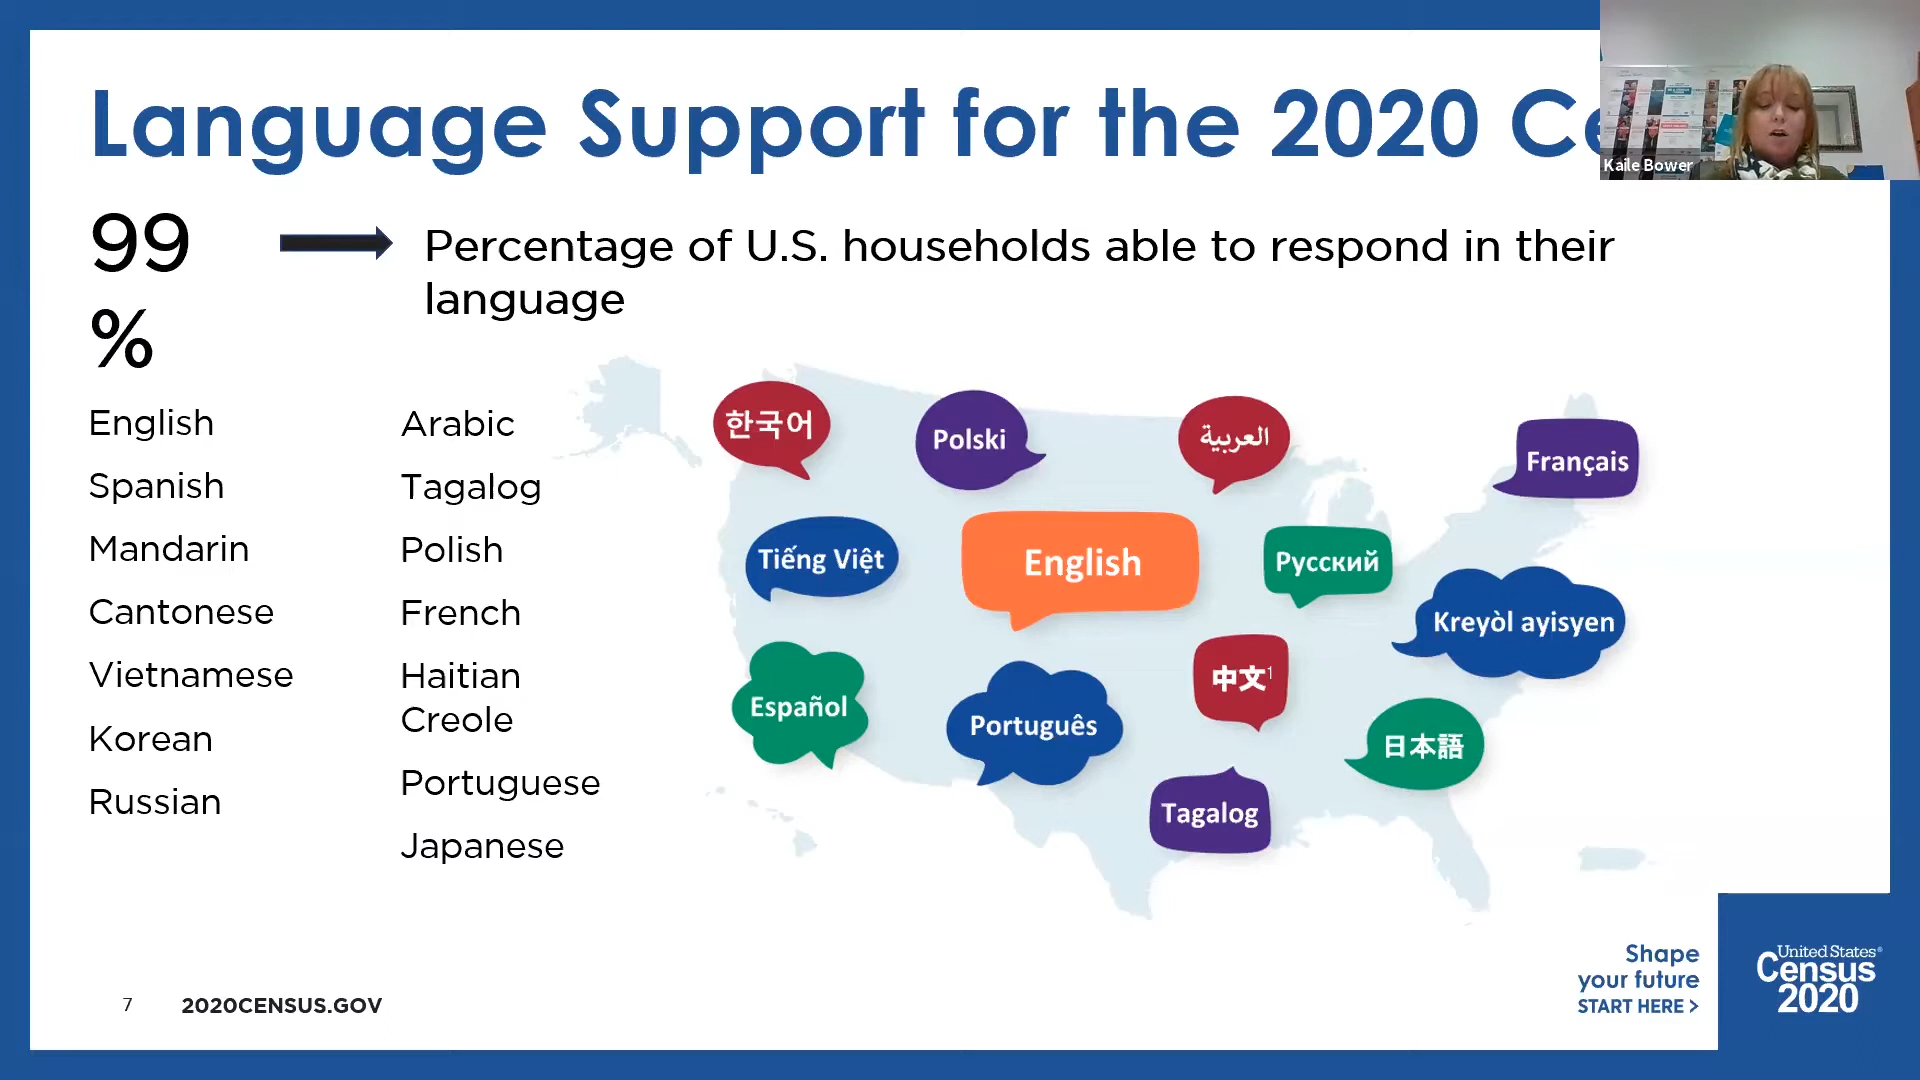 Language Support for the 2020 Ce
Kaile Bower
99
%
Percentage of U.S. households able to respond in their
language
English
Spanish
Mandarin
Cantonese
Vietnamese
Korean
Russian
Arabic
Tagalog
Polish
French
Haitian
Creole
Portuguese
Japanese
한국어
Polski
العربية
Français
Tiếng Việt
English
Русский
Kreyòl ayisyen
Español
Português
中文¹
日本語
Tagalog
7
2020CENSUS.GOV
Shape
your future
START HERE >
United States®
Census
2020